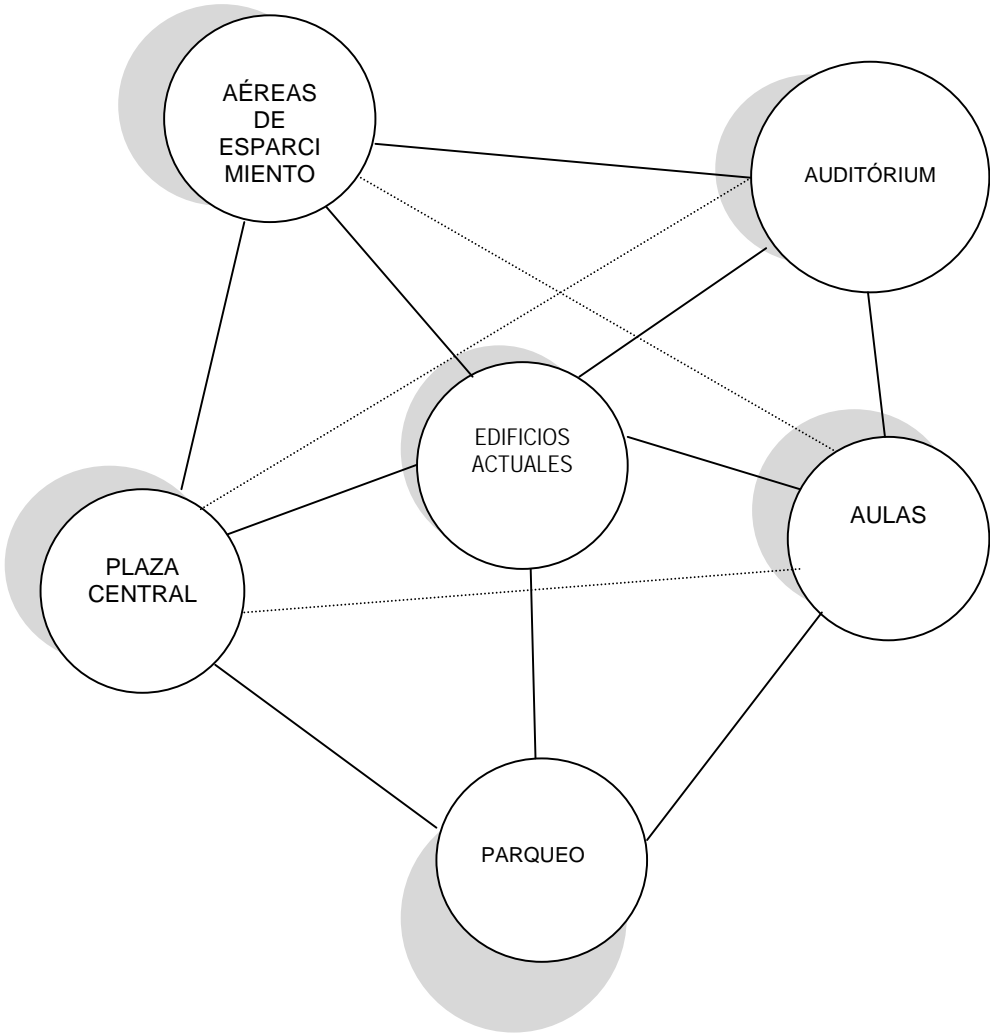 AÉREAS
DE
ESPARCI
MIENTO
AUDITÓRIUM
EDIFICIOS
ACTUALES
AULAS
PLAZA
CENTRAL
PARQUEO